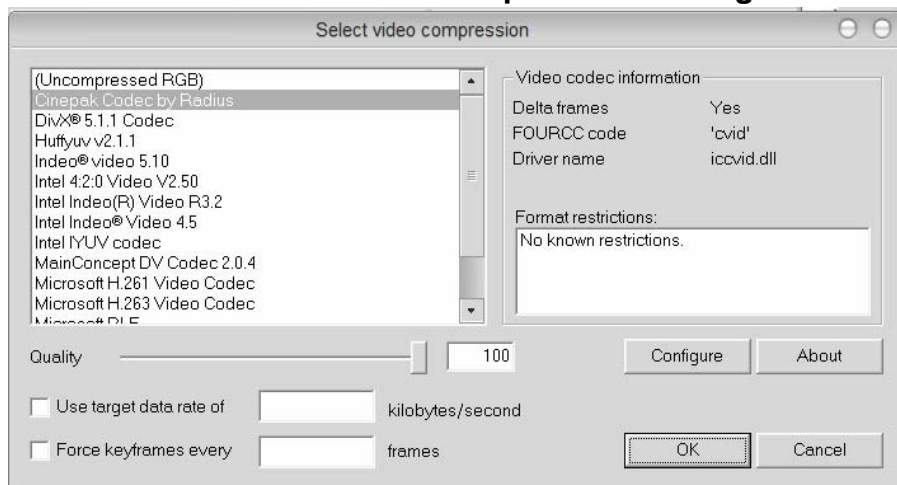 Select video compression
(Uncompressed RGB)
Cinepak Codec by Radius
DivX® 5.1.1 Codec
Huffyuv v2.1.1
Indeo® video 5.10
Intel 4:2:0 Video V2.50
Intel Indeo(R) Video R3.2
Intel Indeo® Video 4.5
Intel IYUV codec
MainConcept DV Codec 2.0.4
Microsoft H.261 Video Codec
Microsoft H.263 Video Codec
Microsoft RLE
Video codec information
Delta frames Yes
FOURCC code 'cvid'
Driver name iccvid.dll
Format restrictions:
No known restrictions.
Quality 100
Configure About
Use target data rate of kilobytes/second
Force keyframes every frames
OK Cancel